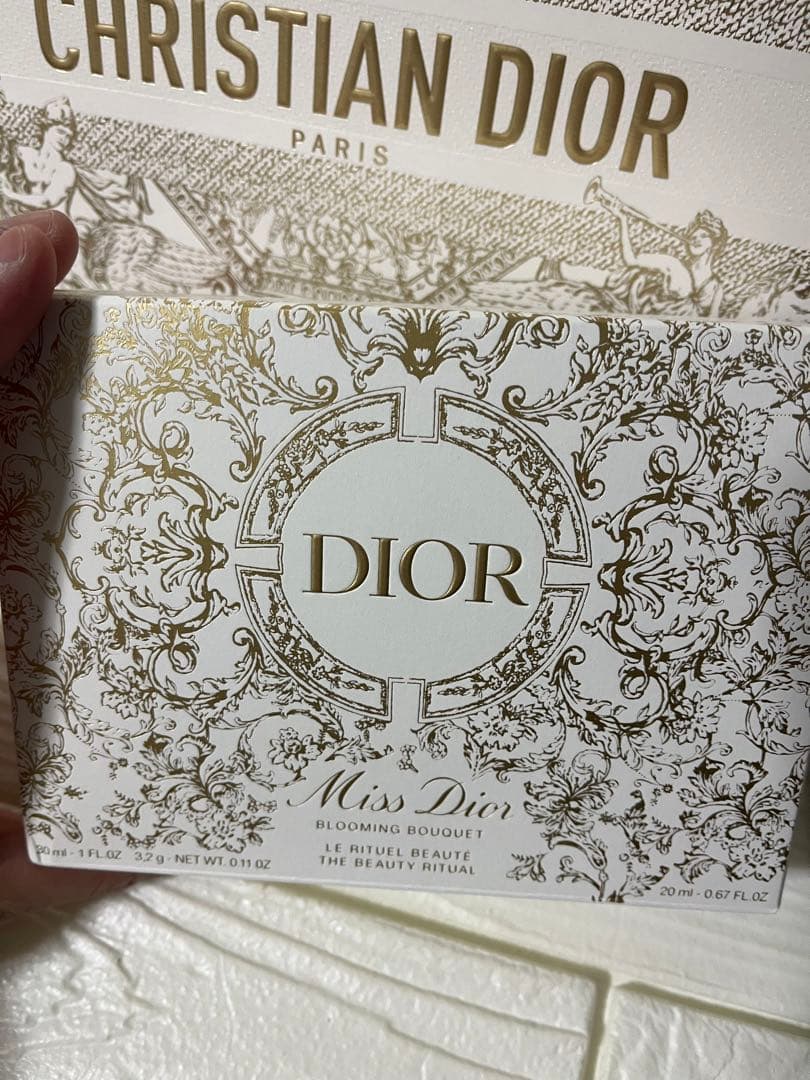 CHRISTIAN DIOR
PARIS
DIOR
Miss Dior
BLOOMING BOUQUET
LE RITUEL BEAUTÉ
THE BEAUTY RITUAL
30 ml - 1 FL.OZ 3,2 g - NET WT. 0.11 OZ
20 ml - 0.67 FL.OZ